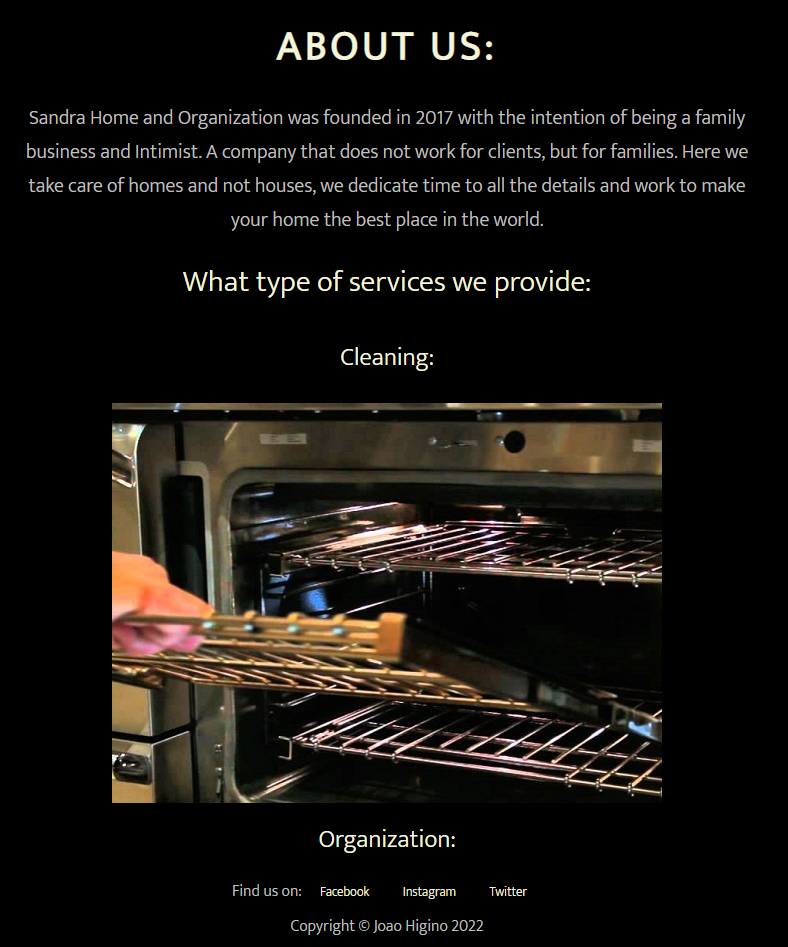 ABOUT US:
Sandra Home and Organization was founded in 2017 with the intention of being a family
business and Intimist. A company that does not work for clients, but for families. Here we
take care of homes and not houses, we dedicate time to all the details and work to make
your home the best place in the world.
What type of services we provide:
Cleaning:
Organization:
Find us on: Facebook Instagram Twitter
Copyright © Joao Higino 2022